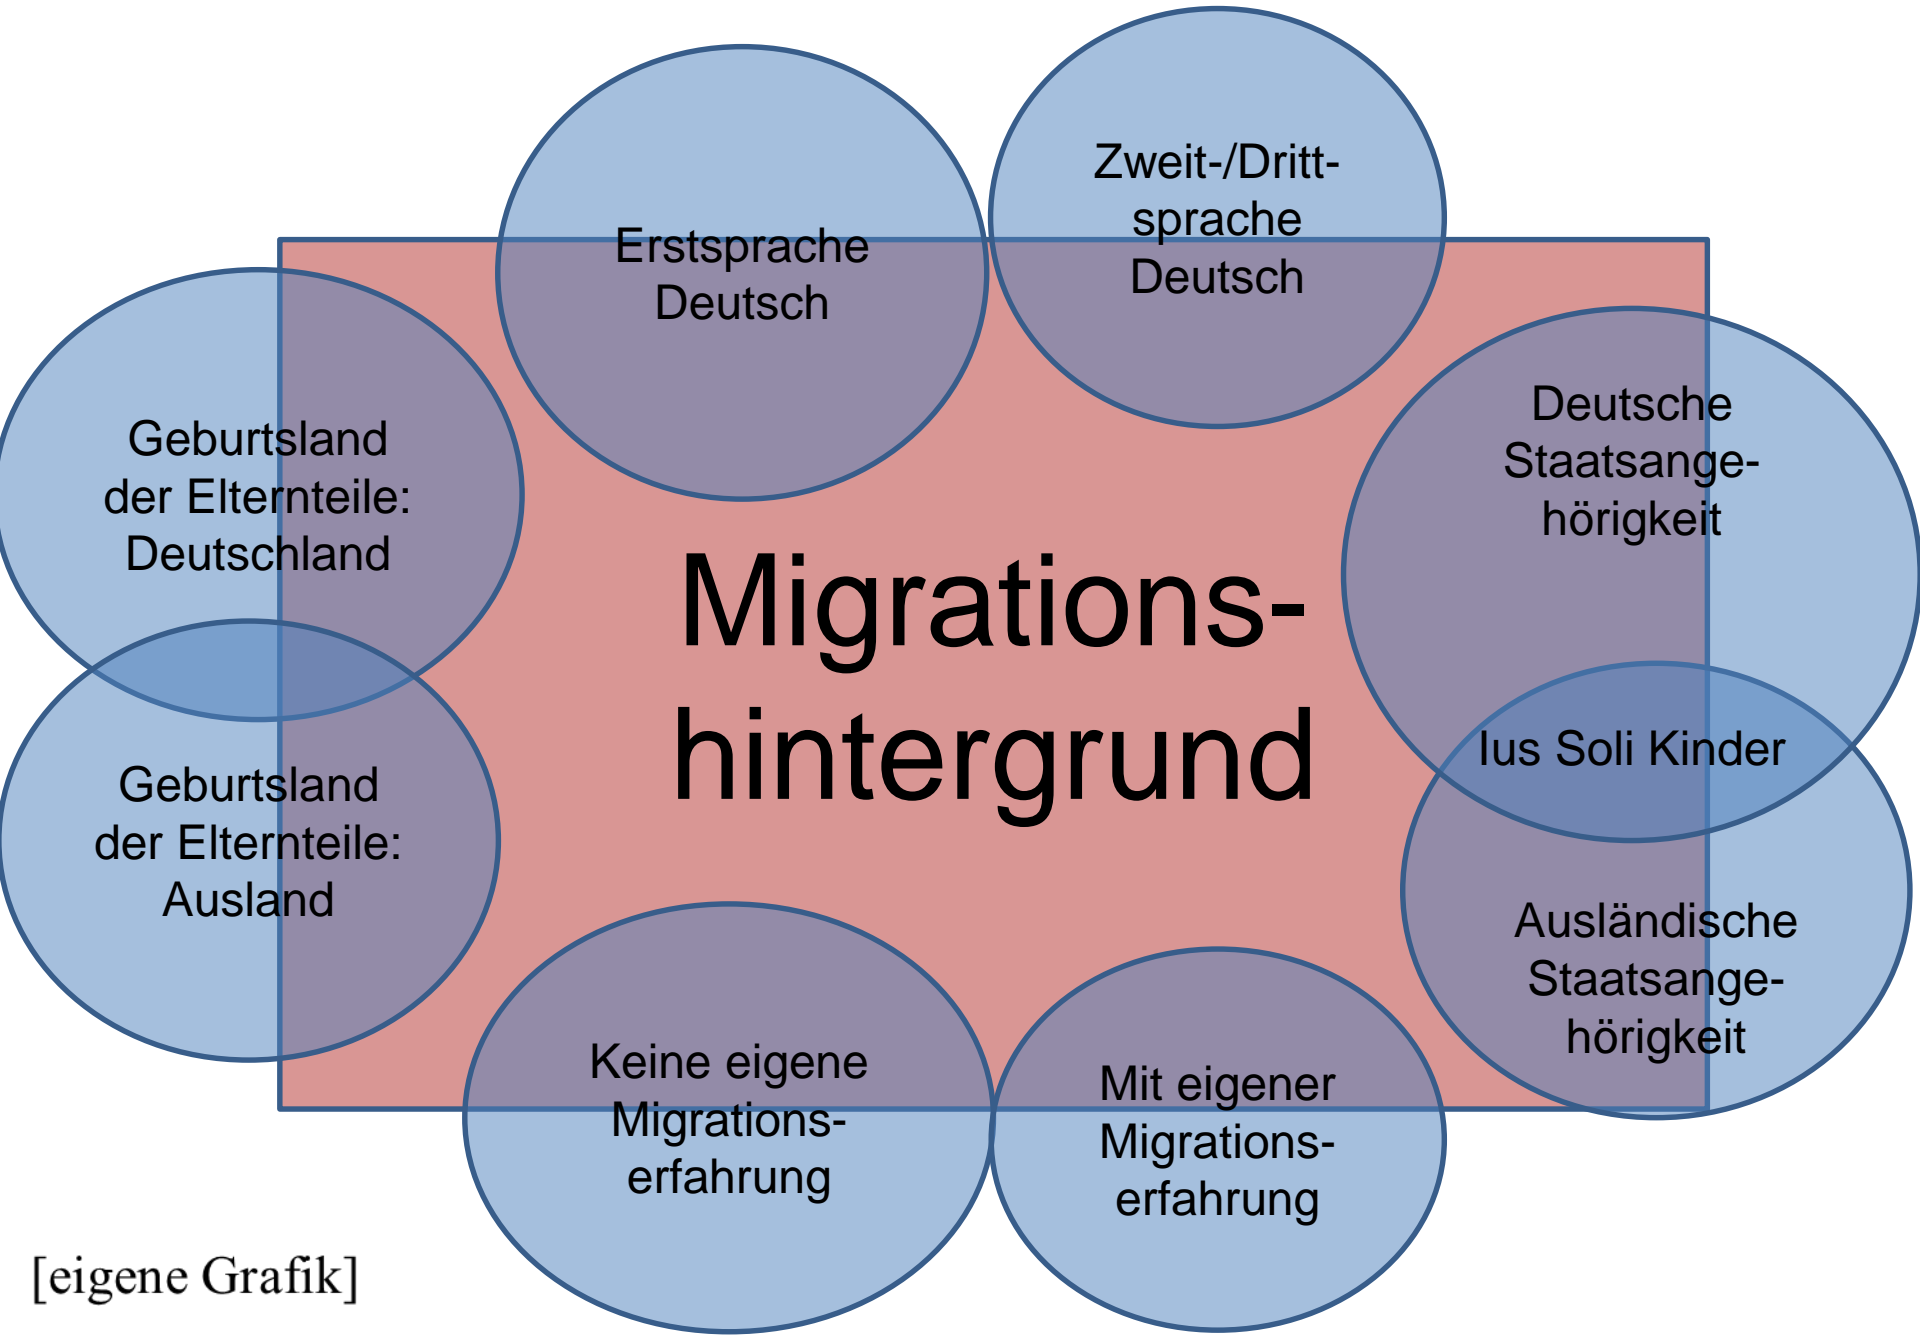 Zweit-/Dritt-
sprache
Deutsch
Erstsprache
Deutsch
Deutsche
Staatsange-
hörigkeit
Geburtsland
der Elternteile:
Deutschland
Migrations-
hintergrund
Ius Soli Kinder
Geburtsland
der Elternteile:
Ausland
Ausländische
Staatsange-
hörigkeit
Keine eigene
Migrations-
erfahrung
Mit eigener
Migrations-
erfahrung
[eigene Grafik]